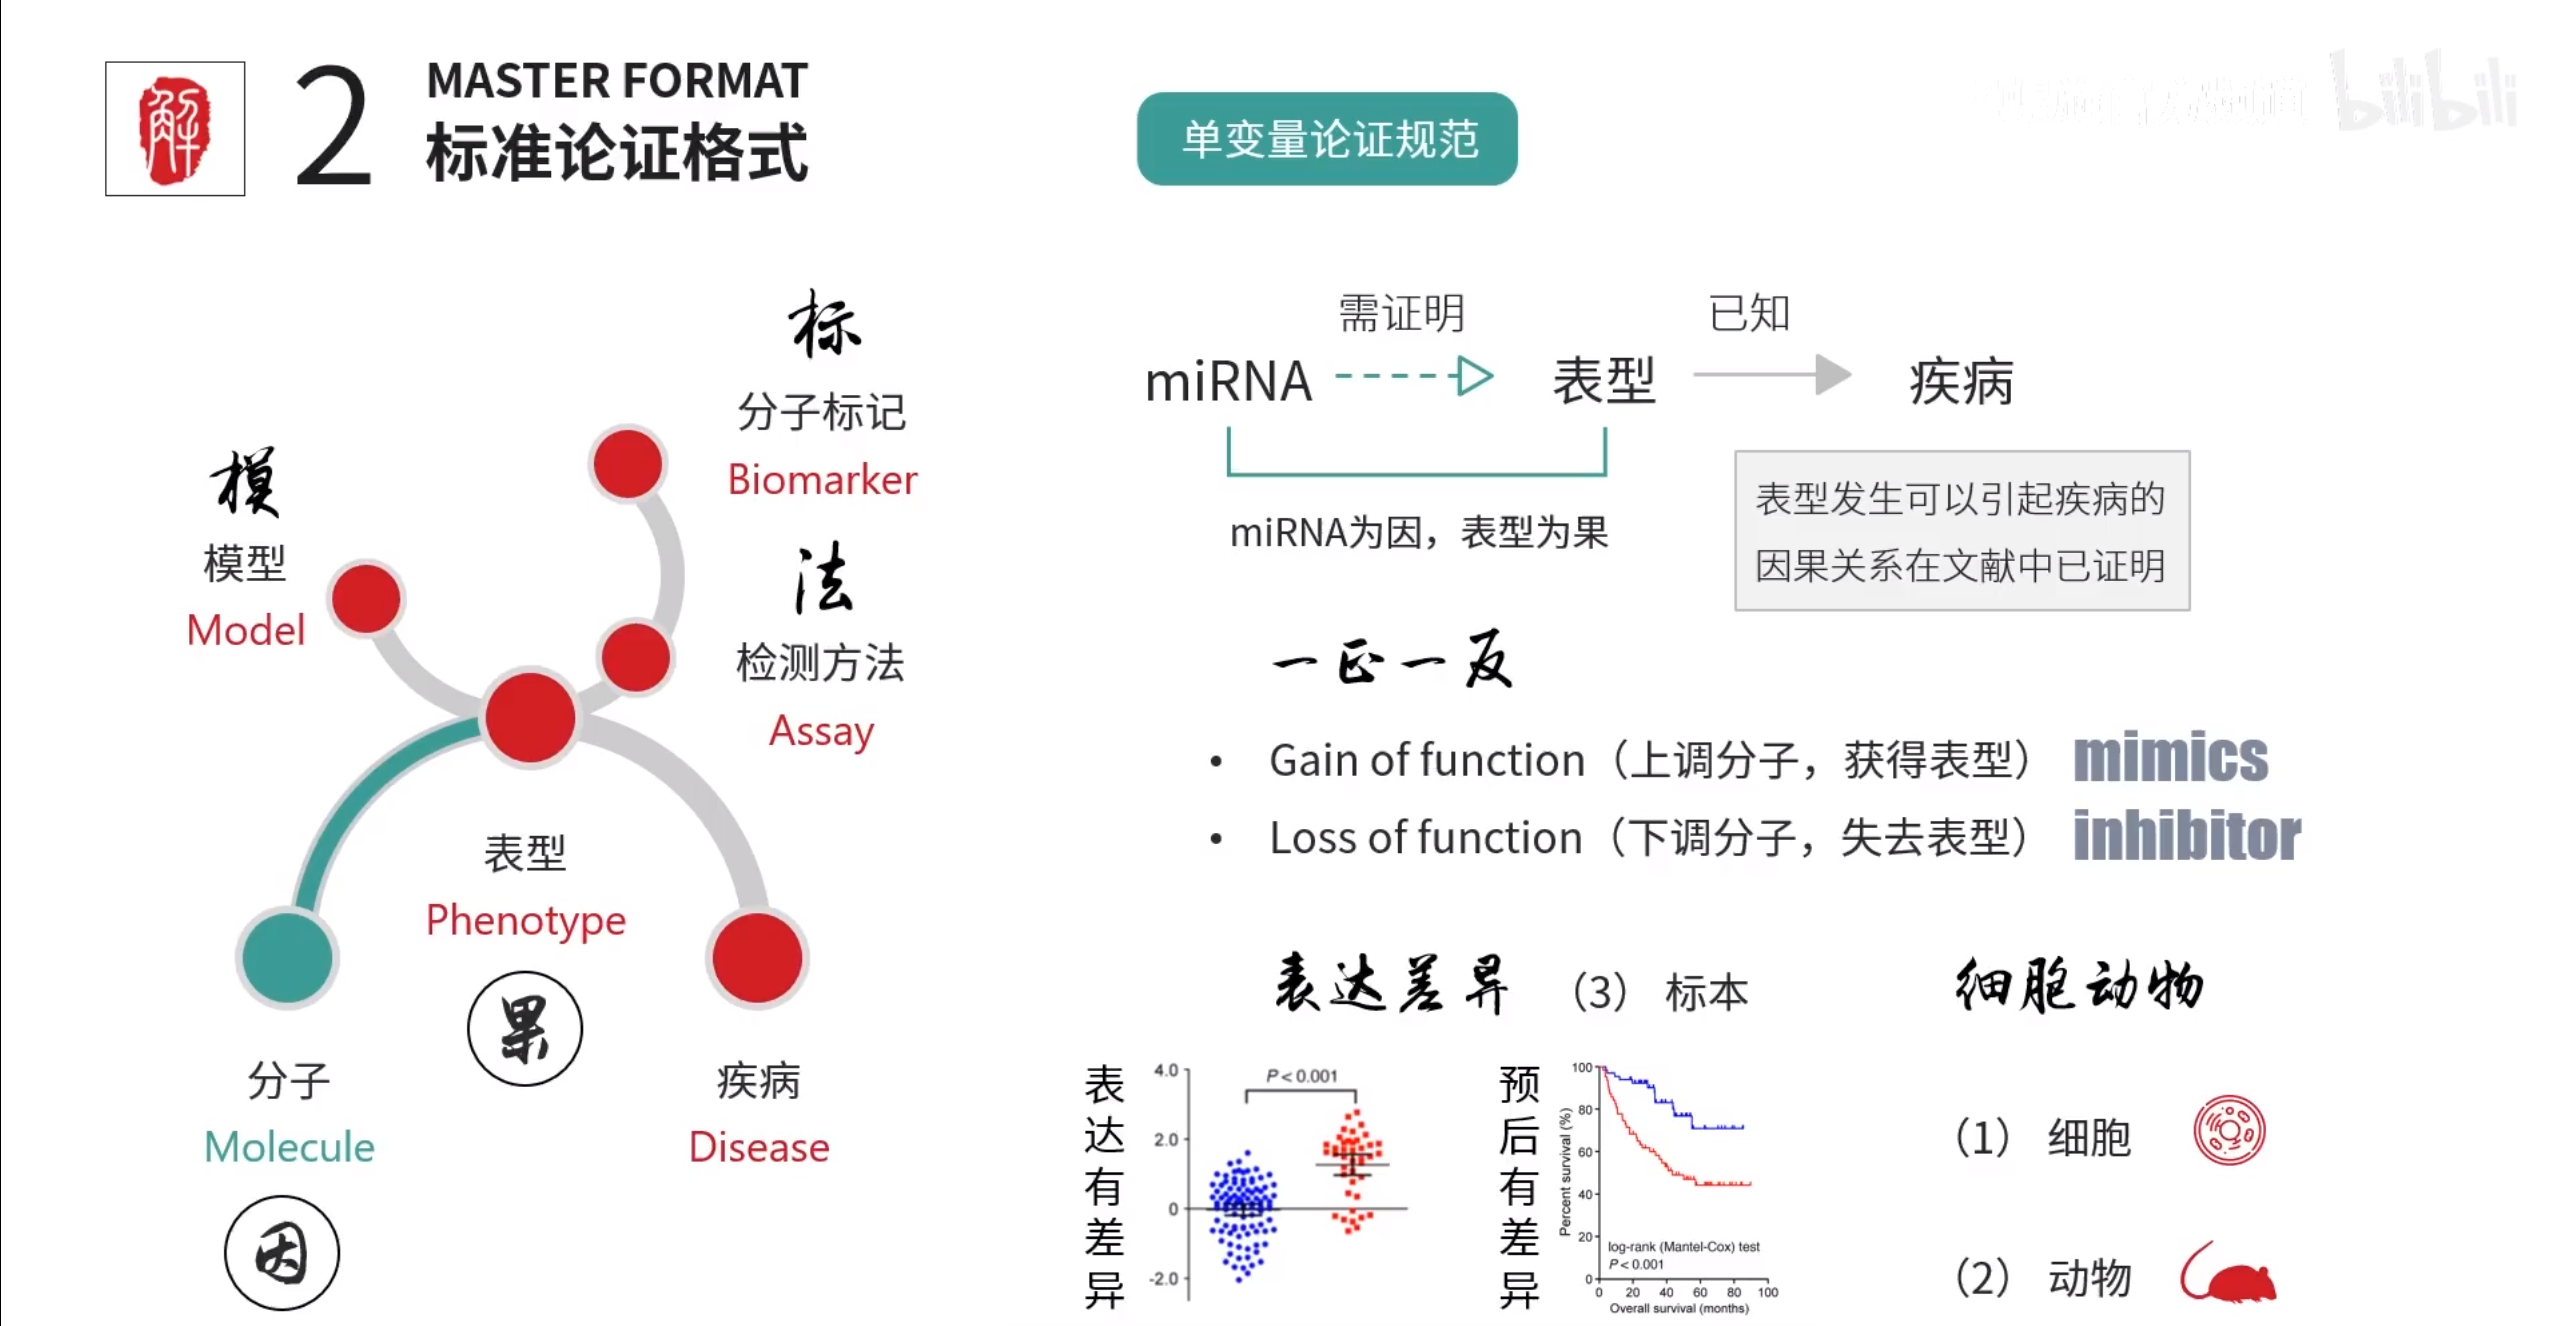 解
2
MASTER FORMAT
标准论证格式
单变量论证规范
bilibili
标
分子标记
Biomarker
模
模型
Model
法
检测方法
Assay
表型
Phenotype
果
分子
Molecule
因
疾病
Disease
需证明
已知
miRNA
表型
疾病
miRNA为因，表型为果
表型发生可以引起疾病的
因果关系在文献中已证明
一正一反
• Gain of function（上调分子，获得表型） mimics
• Loss of function（下调分子，失去表型） inhibitor
表达差异 （3） 标本
细胞动物
表达有差异
4.0
2.0
0
-2.0
P < 0.001
预后有差异
Percent survival (%)
100
80
60
40
20
0
log-rank (Mantel-Cox) test
P < 0.001
0 20 40 60 80 100
Overall survival (months)
（1） 细胞
（2） 动物